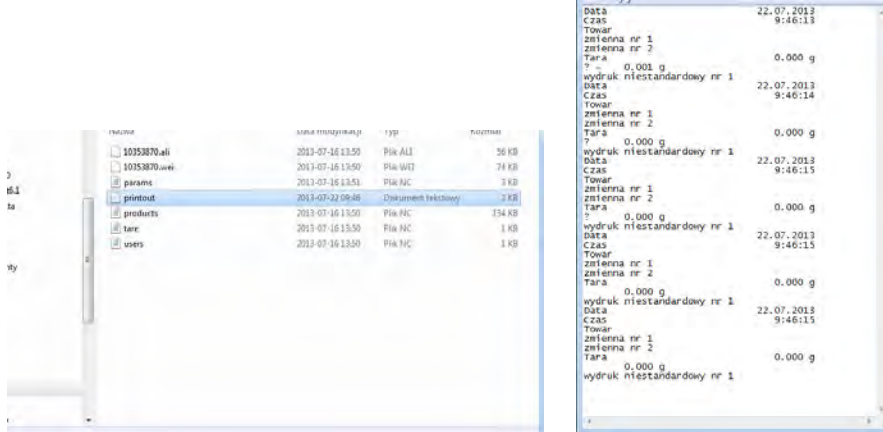 Nazwa Data modyfikacji Typ Rozmiar
10353870.ali 2013-07-16 13:50 Plik ALI 56 KB
10353870.wei 2013-07-16 13:50 Plik WEI 74 KB
params 2013-07-16 13:51 Plik NC 3 KB
printout 2013-07-22 09:46 Dokument tekstowy 2 KB
products 2013-07-16 13:50 Plik NC 134 KB
tare 2013-07-16 13:50 Plik NC 1 KB
users 2013-07-16 13:50 Plik NC 1 KB
Data 22.07.2013
Czas 9:46:13
Towar
zmienna nr 1
zmienna nr 2
Tara 0.000 g
? - 0.001 g
wydruk niestandardowy nr 1
Data 22.07.2013
Czas 9:46:14
Towar
zmienna nr 1
zmienna nr 2
Tara 0.000 g
? 0.000 g
wydruk niestandardowy nr 1
Data 22.07.2013
Czas 9:46:15
Towar
zmienna nr 1
zmienna nr 2
Tara 0.000 g
? 0.000 g
wydruk niestandardowy nr 1
Data 22.07.2013
Czas 9:46:15
Towar
zmienna nr 1
zmienna nr 2
Tara 0.000 g
0.000 g
wydruk niestandardowy nr 1
Data 22.07.2013
Czas 9:46:15
Towar
zmienna nr 1
zmienna nr 2
Tara 0.000 g
0.000 g
wydruk niestandardowy nr 1